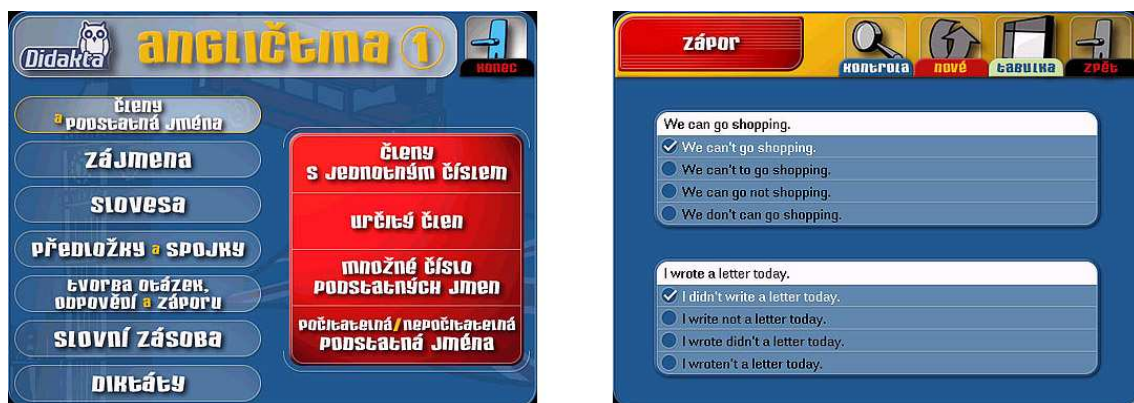 Didakta
angličtina 1
konec
členy
a podstatná jména
zájmena
slovesa
předložky a spojky
tvorba otázek,
odpovědí a záporu
slovní zásoba
diktáty
členy
s jednotným číslem
určitý člen
množné číslo
podstatných jmen
počitatelná/nepočitatelná
podstatná jména
zápor
kontrola
nové
tabulka
zpět
We can go shopping.
We can't go shopping.
We can't to go shopping.
We can go not shopping.
We don't can go shopping.
I wrote a letter today.
I didn't write a letter today.
I write not a letter today.
I wrote didn't a letter today.
I wroten't a letter today.